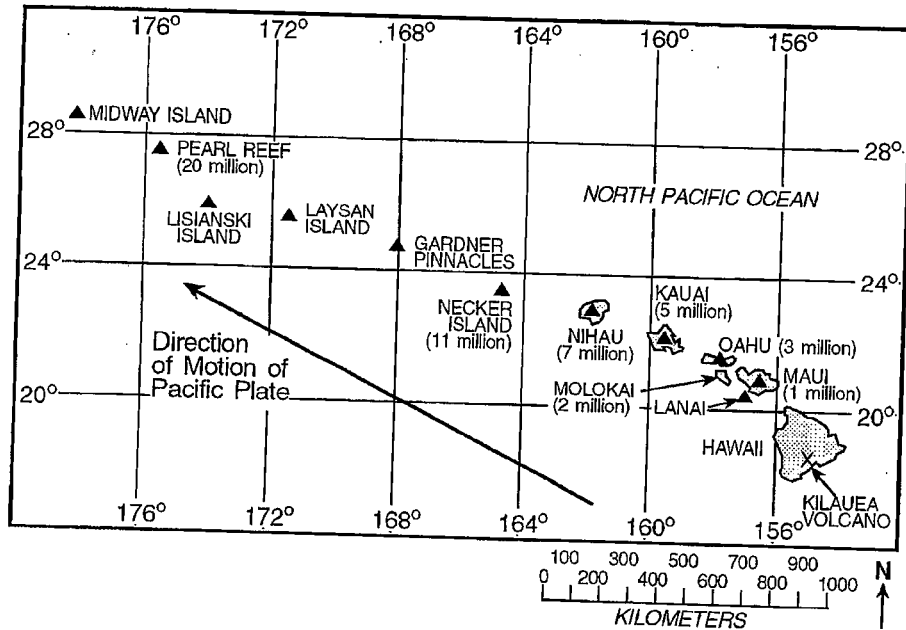 176° 172° 168° 164° 160° 156°
MIDWAY ISLAND
28° 28°
PEARL REEF
(20 million)
NORTH PACIFIC OCEAN
LISIANSKI
ISLAND
LAYSAN
ISLAND
GARDNER
PINNACLES
24° 24°
NECKER
ISLAND
(11 million)
KAUAI
(5 million)
NIHAU
(7 million)
OAHU (3 million)
Direction
of Motion of
Pacific Plate
MOLOKAI
(2 million)
LANAI
MAUI
(1 million)
20° 20°
HAWAII
KILAUEA
VOLCANO
176° 172° 168° 164° 160° 156°
100 300 500 700 900
0 200 400 600 800 1000
KILOMETERS
N